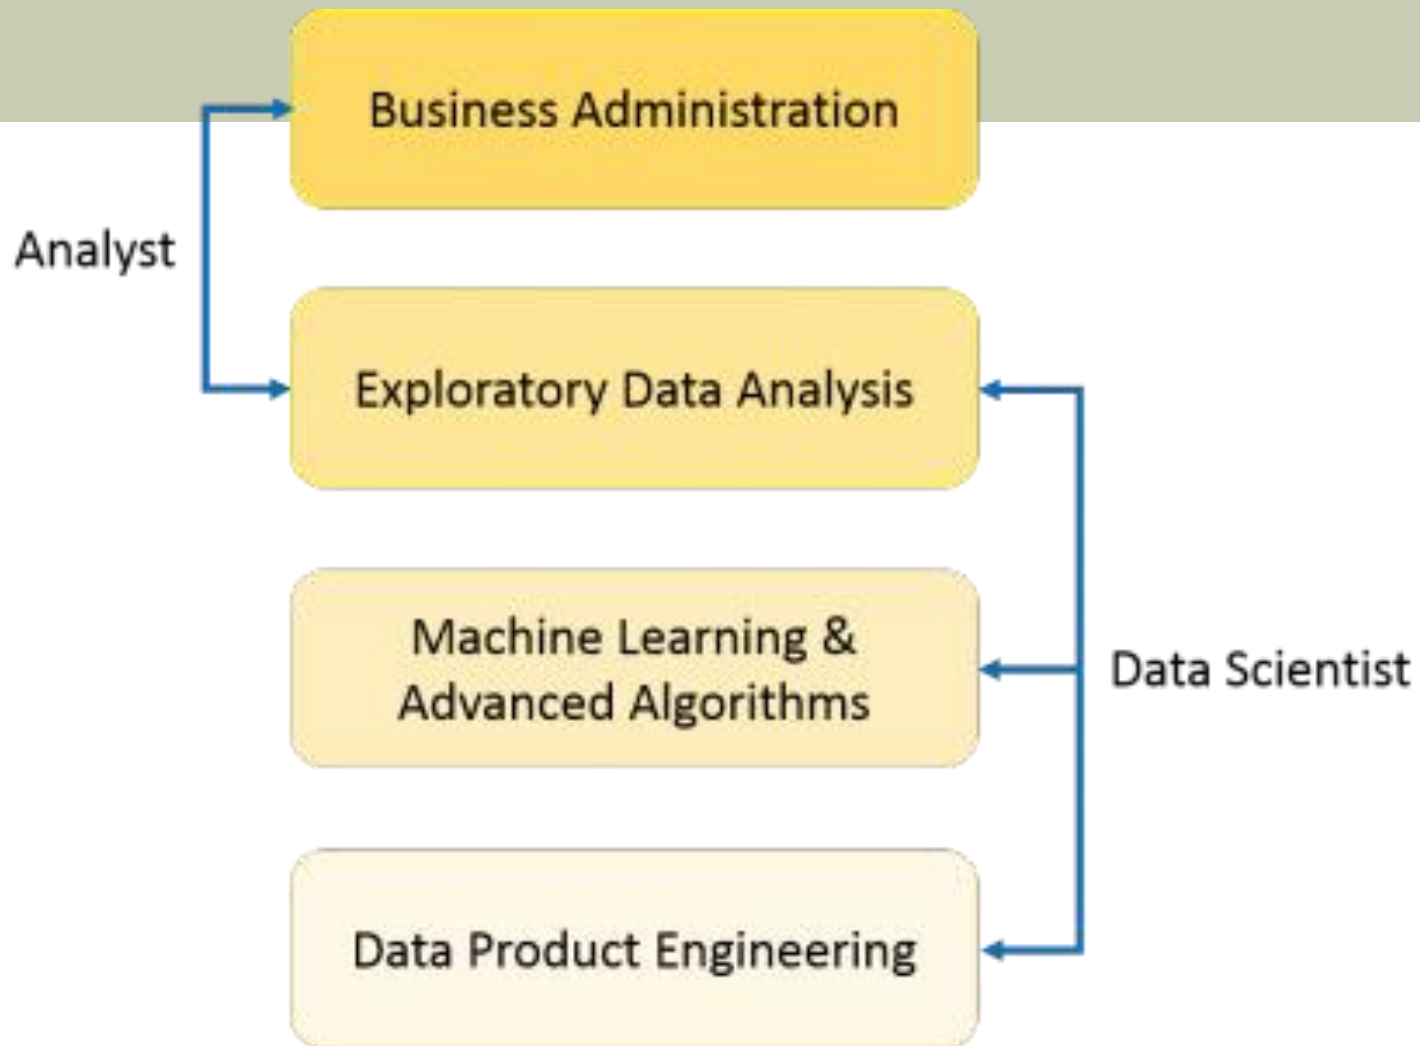 Business Administration
Analyst
Exploratory Data Analysis
Machine Learning &
Advanced Algorithms
Data Scientist
Data Product Engineering